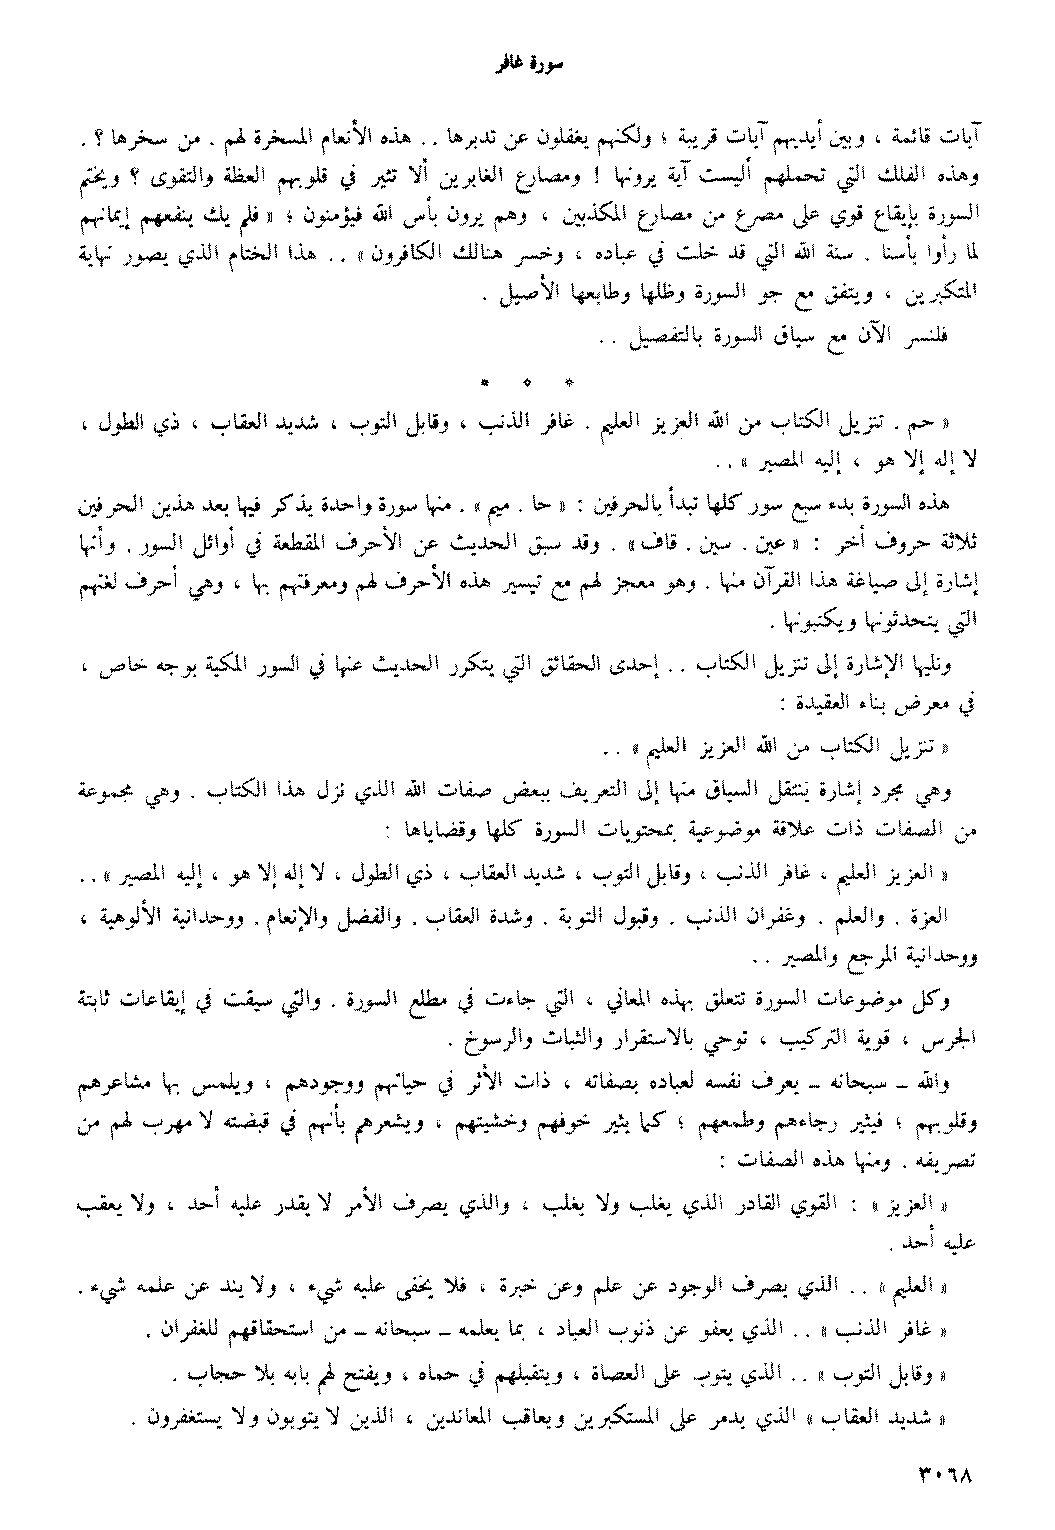 سورة غافر
آيات قائمة ، وبين أيديهم آيات قريبة ؛ ولكنهم يغفلون عن تدبرها .. هذه الأنعام المسخرة لهم . من سخرها ؟ .
وهذه الفلك التي تحملهم أليست آية يرونها ! ومصارع الغابرين ألا تثير في قلوبهم العظة والتقوى ؟ ويختم
السورة بإيقاع قوي على مصرع من مصارع المكذبين ، وهم يرون بأس الله فيؤمنون ؛ « فلم يك ينفعهم إيمانهم
لما رأوا بأسنا . سنة الله التي قد خلت في عباده ، وخسر هنالك الكافرون » .. هذا الختام الذي يصور نهاية
المتكبرين ، ويتفق مع جو السورة وظلها وطابعها الأصيل .
فلنسر الآن مع سياق السورة بالتفصيل ..
* * *
« حم . تنزيل الكتاب من الله العزيز العليم . غافر الذنب ، وقابل التوب ، شديد العقاب ، ذي الطول ،
لا إله إلا هو ، إليه المصير » ..
هذه السورة بدء سبع سور كلها تبدأ بالحرفين : « حا . ميم » . منها سورة واحدة يذكر فيها بعد هذين الحرفين
ثلاثة حروف أخر : « عين . سين . قاف » . وقد سبق الحديث عن الأحرف المقطعة في أوائل السور . وأنها
إشارة إلى صياغة هذا القرآن منها . وهو معجز لهم مع تيسير هذه الأحرف لهم ومعرفتهم بها ، وهي أحرف لغتهم
التي يتحدثونها ويكتبونها .
وتليها الإشارة إلى تنزيل الكتاب .. إحدى الحقائق التي يتكرر الحديث عنها في السور المكية بوجه خاص ،
في معرض بناء العقيدة :
« تنزيل الكتاب من الله العزيز العليم » ..
وهي مجرد إشارة ينتقل السياق منها إلى التعريف ببعض صفات الله الذي نزل هذا الكتاب . وهي مجموعة
من الصفات ذات علاقة موضوعية بمحتويات السورة كلها وقضاياها :
« العزيز العليم ، غافر الذنب ، وقابل التوب ، شديد العقاب ، ذي الطول ، لا إله إلا هو ، إليه المصير » ..
العزة . والعلم . وغفران الذنب . وقبول التوبة . وشدة العقاب . والفضل والإنعام . ووحدانية الألوهية ،
ووحدانية المرجع والمصير ..
وكل موضوعات السورة تتعلق بهذه المعاني ، التي جاءت في مطلع السورة . والتي سيقت في إيقاعات ثابتة
الجرس ، قوية التركيب ، توحي بالاستقرار والثبات والرسوخ .
والله – سبحانه – يعرف نفسه لعباده بصفاته ، ذات الأثر في حياتهم ووجودهم ، ويلمس بها مشاعرهم
وقلوبهم ؛ فيثير رجاءهم وطمعهم ؛ كما يثير خوفهم وخشيتهم ، ويشعرهم بأنهم في قبضته لا مهرب لهم من
تصريفه . ومنها هذه الصفات :
« العزيز » : القوي القادر الذي يغلب ولا يغلب ، والذي يصرف الأمر لا يقدر عليه أحد ، ولا يعقب
عليه أحد .
« العليم » .. الذي يصرف الوجود عن علم وعن خبرة ، فلا يخفى عليه شيء ، ولا يند عن علمه شيء .
« غافر الذنب » .. الذي يعفو عن ذنوب العباد ، بما يعلمه – سبحانه – من استحقاقهم للغفران .
« وقابل التوب » .. الذي يتوب على العصاة ، ويتقبلهم في حماه ، ويفتح لهم بابه بلا حجاب .
« شديد العقاب » الذي يدمر على المستكبرين ويعاقب المعاندين ، الذين لا يتوبون ولا يستغفرون .
٣٠٦٨